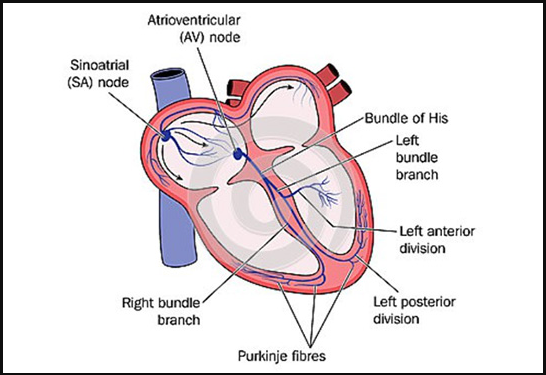 Atrioventricular
(AV) node
Sinoatrial
(SA) node
Bundle of His
Left
bundle
branch
Left anterior
division
Left posterior
division
Right bundle
branch
Purkinje fibres